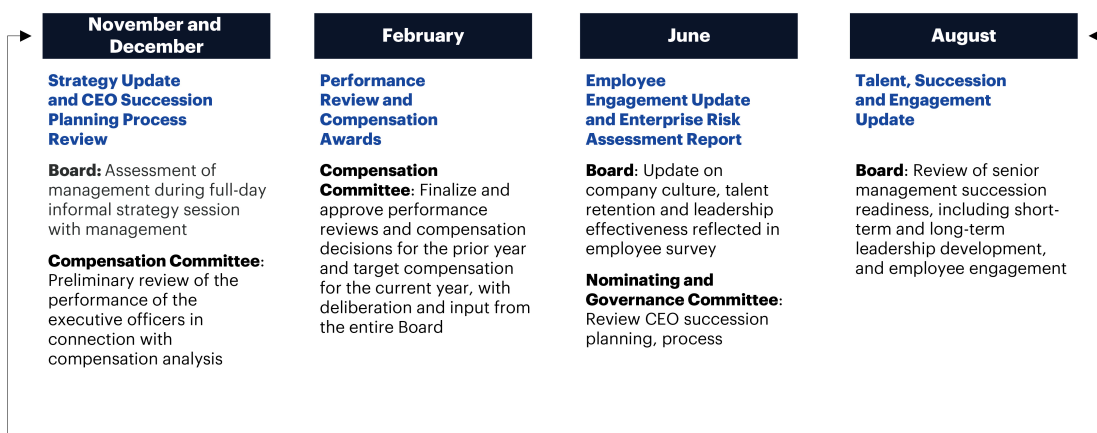 November and
December
Strategy Update
and CEO Succession
Planning Process
Review
Board: Assessment of
management during full-day
informal strategy session
with management
Compensation Committee:
Preliminary review of the
performance of the
executive officers in
connection with
compensation analysis
February
Performance
Review and
Compensation
Awards
Compensation
Committee: Finalize and
approve performance
reviews and compensation
decisions for the prior year
and target compensation
for the current year, with
deliberation and input from
the entire Board
June
Employee
Engagement Update
and Enterprise Risk
Assessment Report
Board: Update on
company culture, talent
retention and leadership
effectiveness reflected in
employee survey
Nominating and
Governance Committee:
Review CEO succession
planning, process
August
Talent, Succession
and Engagement
Update
Board: Review of senior
management succession
readiness, including short-
term and long-term
leadership development,
and employee engagement